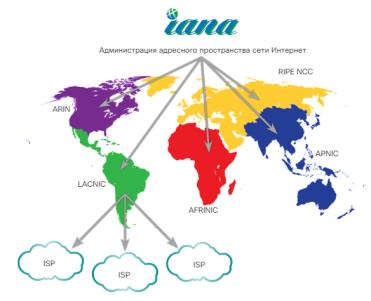 iana
Администрация адресного пространства сети Интернет
RIPE NCC
ARIN
APNIC
LACNIC
AFRINIC
ISP
ISP
ISP